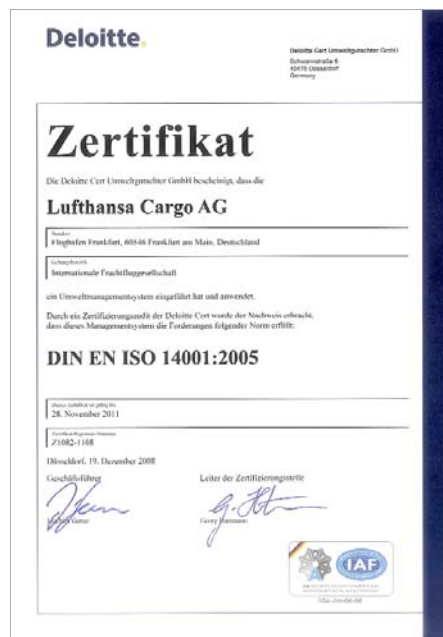 Deloitte.
Deloitte Cert Umweltgutachter GmbH
Schwannstraße 6
40476 Düsseldorf
Germany
Zertifikat
Die Deloitte Cert Umweltgutachter GmbH bescheinigt, dass die
Lufthansa Cargo AG
Standort
Flughafen Frankfurt, 60546 Frankfurt am Main, Deutschland
Geltungsbereich
Internationale Frachtfluggesellschaft
ein Umweltmanagementsystem eingeführt hat und anwendet.
Durch ein Zertifizierungsaudit der Deloitte Cert wurde der Nachweis erbracht,
dass dieses Managementsystem die Forderungen folgender Norm erfüllt:
DIN EN ISO 14001:2005
Dieses Zertifikat ist gültig bis
28. November 2011
Zertifikat-Registrier-Nummer
Z1082-1108
Düsseldorf, 19. Dezember 2008
Geschäftsführer
Leiter der Zertifizierungsstelle
Georg Hartmann
IAF